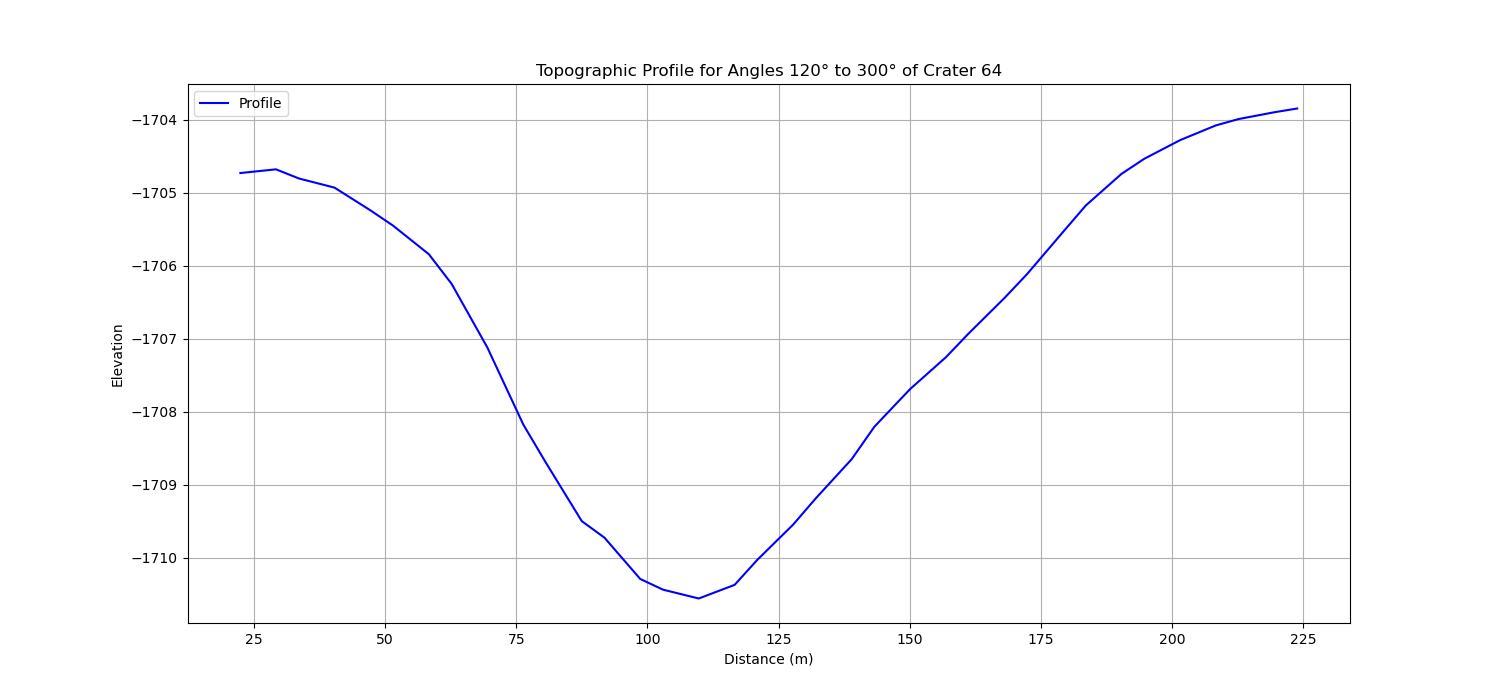 Topographic Profile for Angles 120° to 300° of Crater 64
Profile
−1704
−1705
−1706
−1707
−1708
−1709
−1710
Elevation
25 50 75 100 125 150 175 200 225
Distance (m)